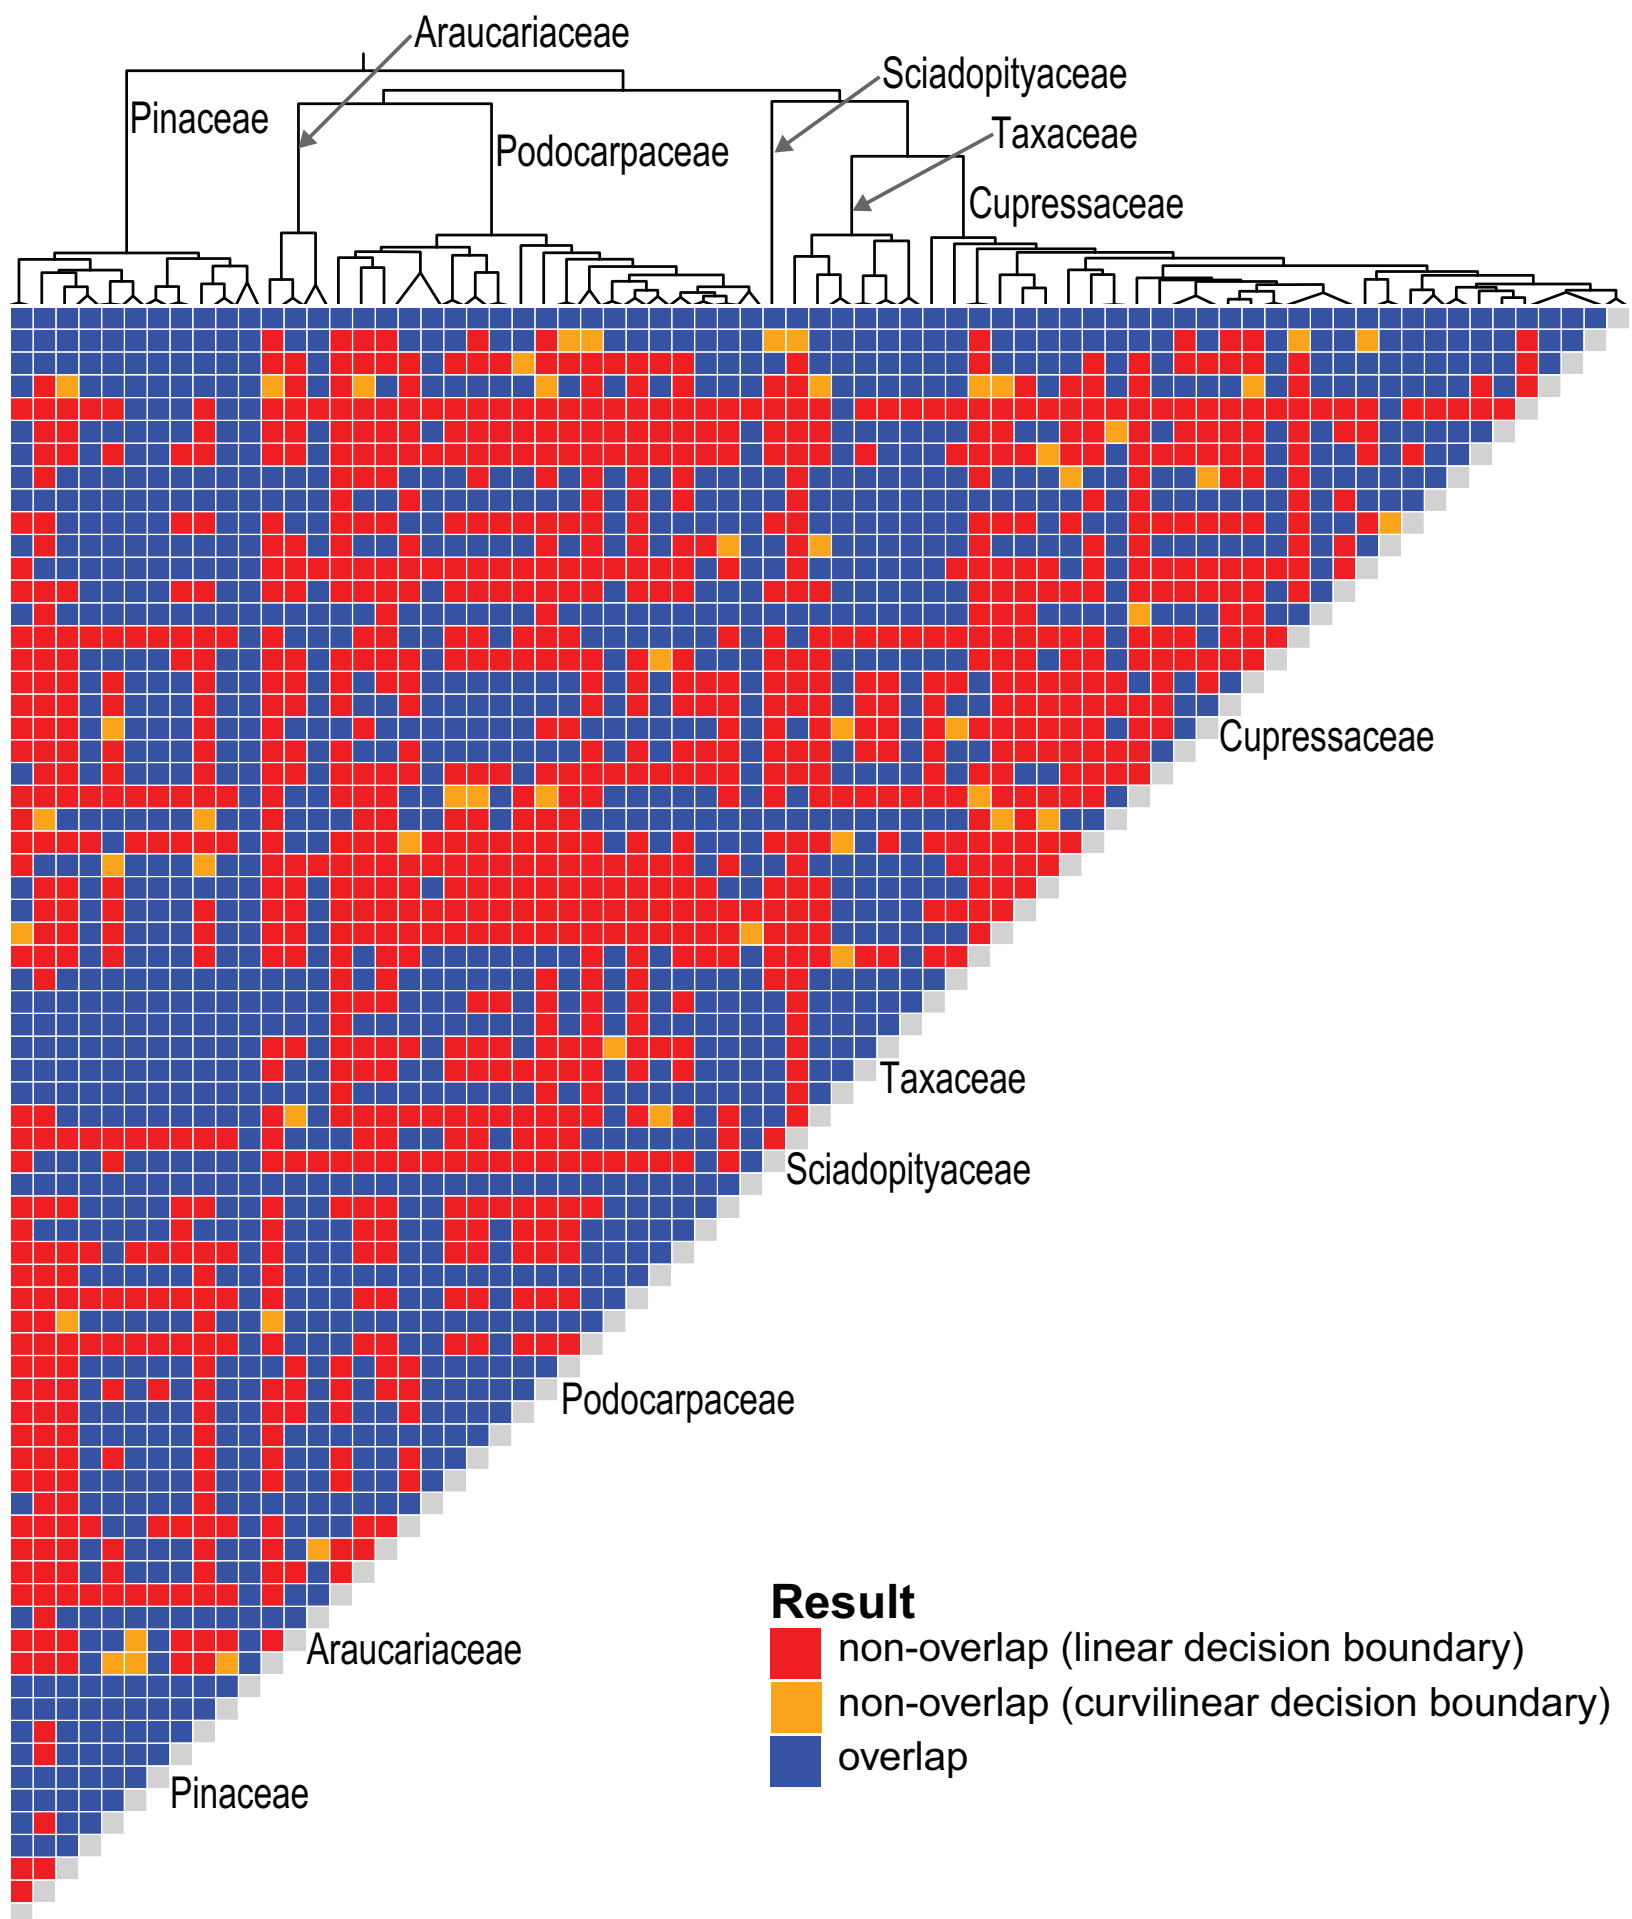 Araucariaceae
Sciadopityaceae
Pinaceae
Taxaceae
Podocarpaceae
Cupressaceae
Cupressaceae
Taxaceae
Sciadopityaceae
Podocarpaceae
Result
non-overlap (linear decision boundary)
Araucariaceae
non-overlap (curvilinear decision boundary)
overlap
Pinaceae